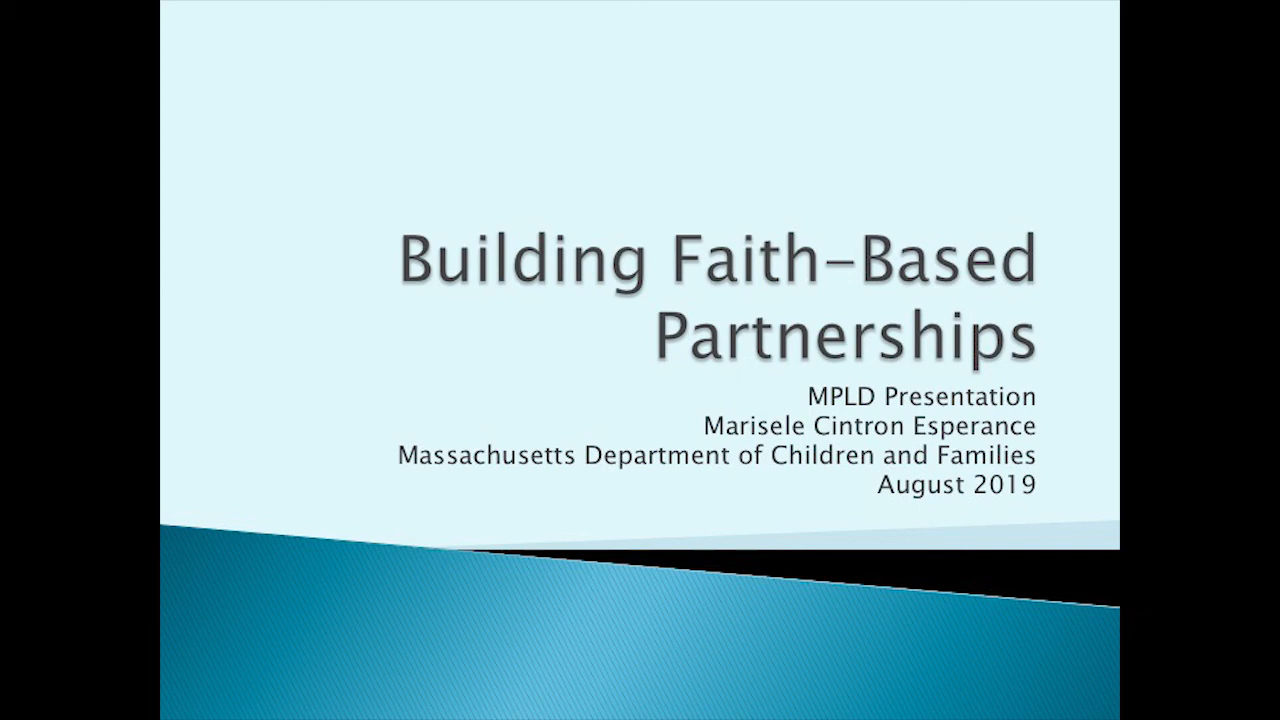 Building Faith-Based
Partnerships
MPLD Presentation
Marisele Cintron Esperance
Massachusetts Department of Children and Families
August 2019